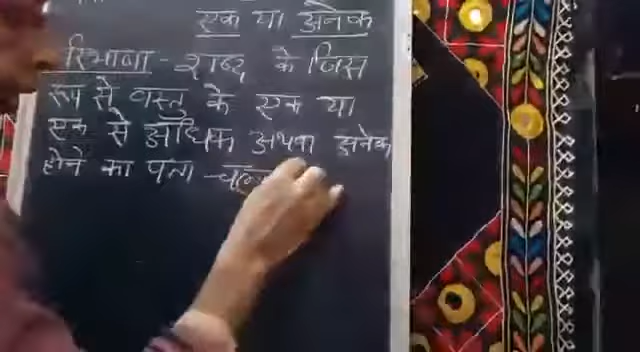 एक या अनेक
परिभाषा - शब्द के जिस
रूप से वस्तु के एक या
एक से अधिक अथवा अनेक
होने का पता